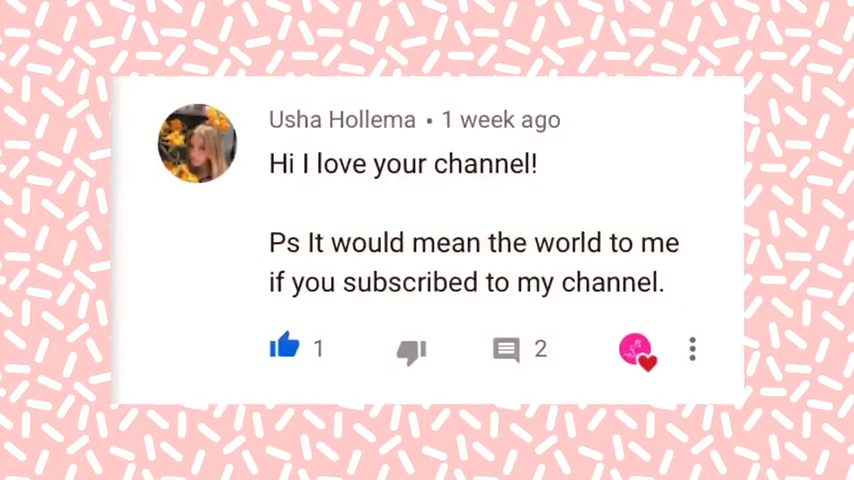 Usha Hollema • 1 week ago
Hi I love your channel!
Ps It would mean the world to me
if you subscribed to my channel.
1 2